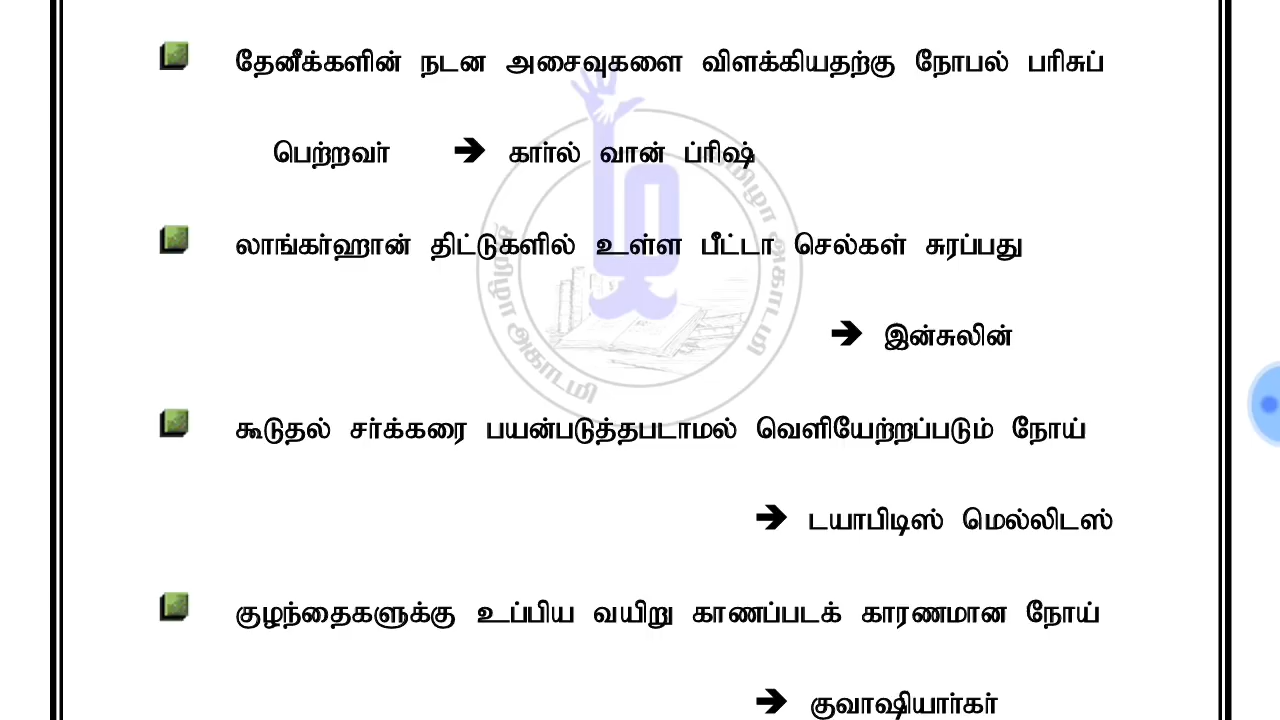 தேனீக்களின் நடன அசைவுகளை விளக்கியதற்கு நோபல் பரிசுப்
பெற்றவர் ➔ கார்ல் வான் ப்ரிஷ்
லாங்கர்ஹான் திட்டுகளில் உள்ள பீட்டா செல்கள் சுரப்பது
➔ இன்சுலின்
கூடுதல் சர்க்கரை பயன்படுத்தபடாமல் வெளியேற்றப்படும் நோய்
➔ டயாபிடிஸ் மெல்லிடஸ்
குழந்தைகளுக்கு உப்பிய வயிறு காணப்படக் காரணமான நோய்
➔ குவாஷியார்கர்